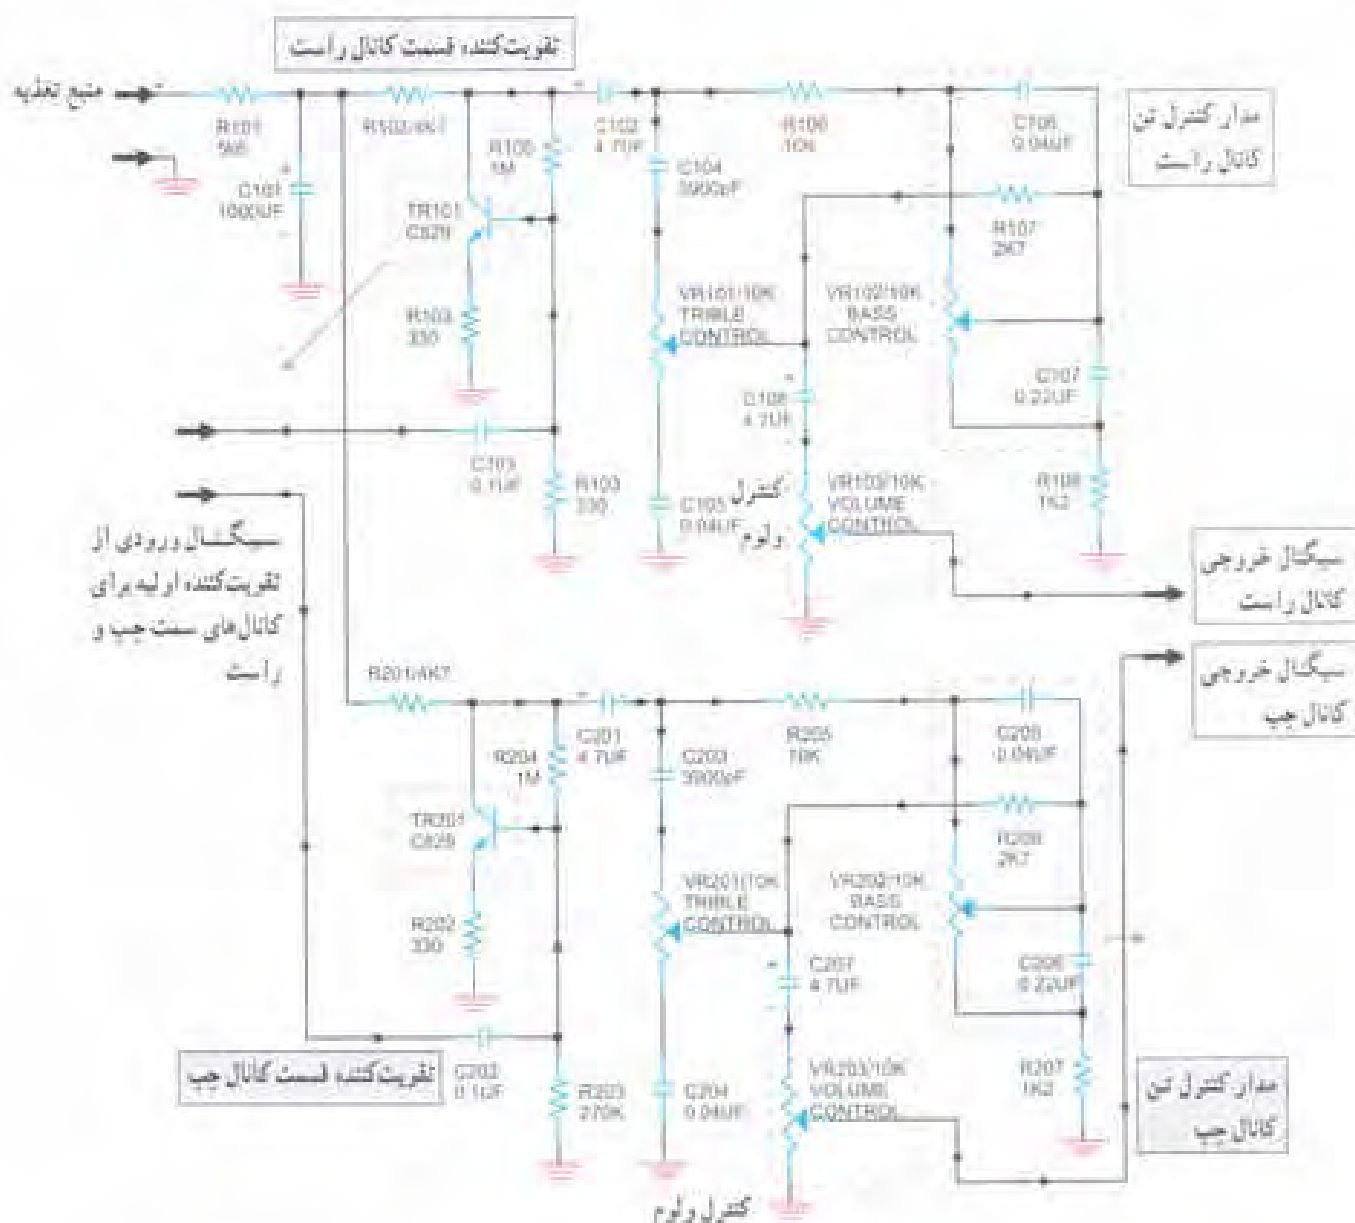 تقویت‌کننده قسمت کانال راست
منبع تغذیه
R101
5K6
R102/4K7
R105
1M
C102
4.7UF
R106
10K
C106
0.04UF
مدار کنترل تن
کانال راست
C101
1000UF
TR101
C829
C104
3900pF
R107
2K7
R103
330
VR101/10K
TRIBLE
CONTROL
VR102/10K
BASS
CONTROL
C107
0.22UF
C108
4.7UF
C103
0.1UF
R103
330
C105
0.04UF
کنترل
ولوم
VR103/10K
VOLUME
CONTROL
R108
1K2
سیگنال ورودی از
تقویت‌کننده اولیه برای
کانال‌های سمت چپ و
راست
سیگنال خروجی
کانال راست
سیگنال خروجی
کانال چپ
R201/4K7
R204
1M
C201
4.7UF
C203
3900pF
R205
10K
C205
0.04UF
TR201
C829
R206
2K7
R202
330
VR201/10K
TRIBLE
CONTROL
VR202/10K
BASS
CONTROL
C207
4.7UF
C206
0.22UF
تقویت‌کننده قسمت کانال چپ
C202
0.1UF
R203
270K
C204
0.04UF
VR203/10K
VOLUME
CONTROL
R207
1K2
مدار کنترل تن
کانال چپ
کنترل ولوم